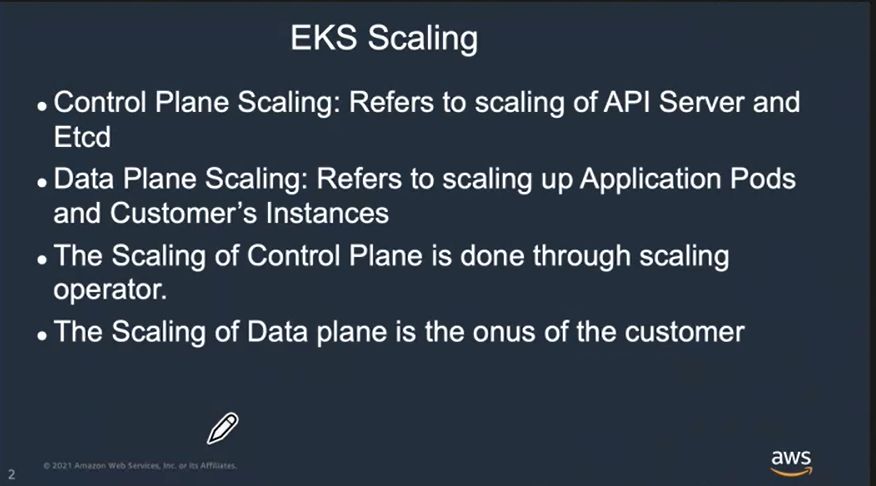 EKS Scaling
● Control Plane Scaling: Refers to scaling of API Server and
Etcd
● Data Plane Scaling: Refers to scaling up Application Pods
and Customer's Instances
● The Scaling of Control Plane is done through scaling
operator.
● The Scaling of Data plane is the onus of the customer
2
© 2021 Amazon Web Services, Inc. or its Affiliates.
aws